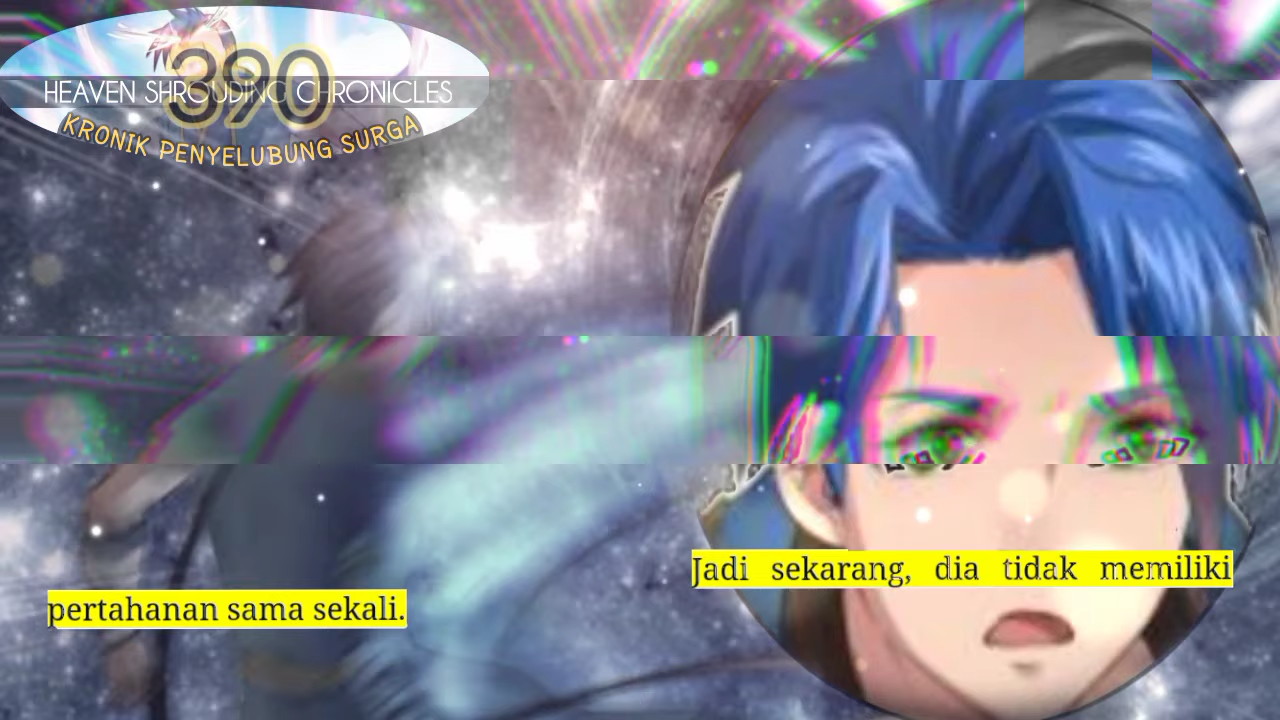 390
HEAVEN SHROUDING CHRONICLES
KRONIK PENYELUBUNG SURGA
Jadi sekarang, dia tidak memiliki
pertahanan sama sekali.